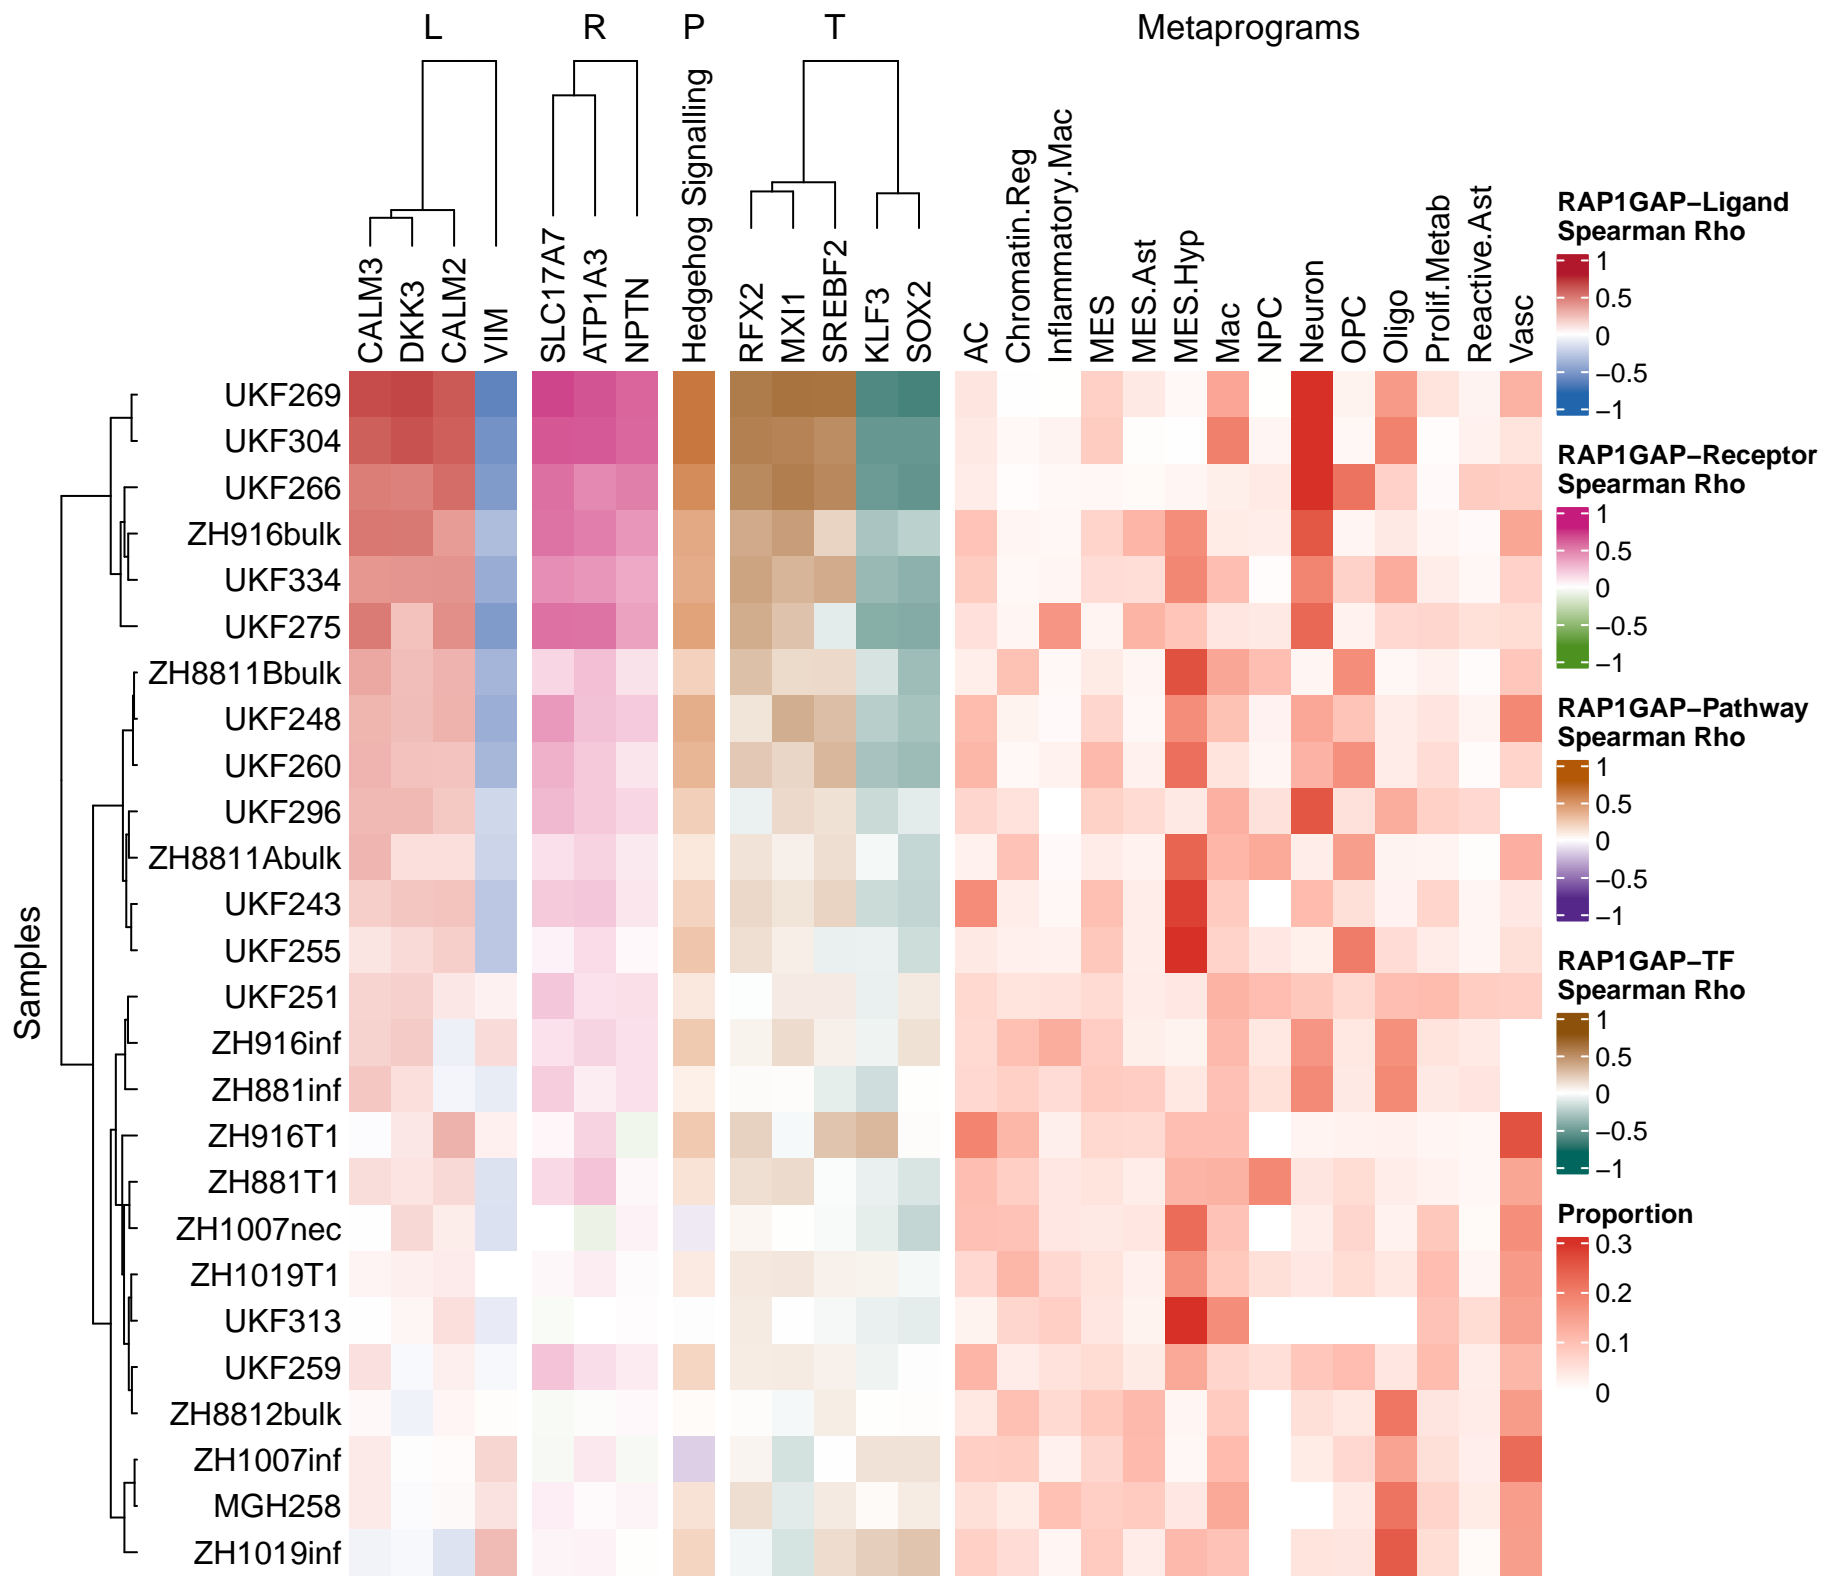 L R P T Metaprograms
CALM3
DKK3
CALM2
VIM
SLC17A7
ATP1A3
NPTN
Hedgehog Signalling
RFX2
MXI1
SREBF2
KLF3
SOX2
AC
Chromatin.Reg
Inflammatory.Mac
MES
MES.Ast
MES.Hyp
Mac
NPC
Neuron
OPC
Oligo
Prolif.Metab
Reactive.Ast
Vasc
Samples
UKF269
UKF304
UKF266
ZH916bulk
UKF334
UKF275
ZH8811Bbulk
UKF248
UKF260
UKF296
ZH8811Abulk
UKF243
UKF255
UKF251
ZH916inf
ZH881inf
ZH916T1
ZH881T1
ZH1007nec
ZH1019T1
UKF313
UKF259
ZH8812bulk
ZH1007inf
MGH258
ZH1019inf
RAP1GAP−Ligand
Spearman Rho
1
0.5
0
−0.5
−1
RAP1GAP−Receptor
Spearman Rho
1
0.5
0
−0.5
−1
RAP1GAP−Pathway
Spearman Rho
1
0.5
0
−0.5
−1
RAP1GAP−TF
Spearman Rho
1
0.5
0
−0.5
−1
Proportion
0.3
0.2
0.1
0